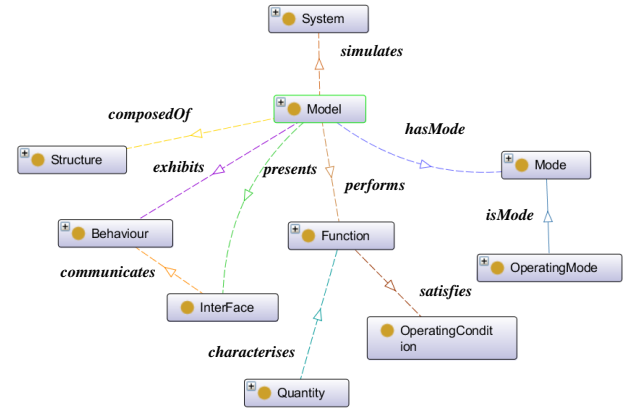 System
simulates
Model
composedOf
hasMode
Structure
exhibits
presents
Mode
performs
isMode
Behaviour
Function
communicates
OperatingMode
satisfies
InterFace
OperatingCondit
ion
characterises
Quantity